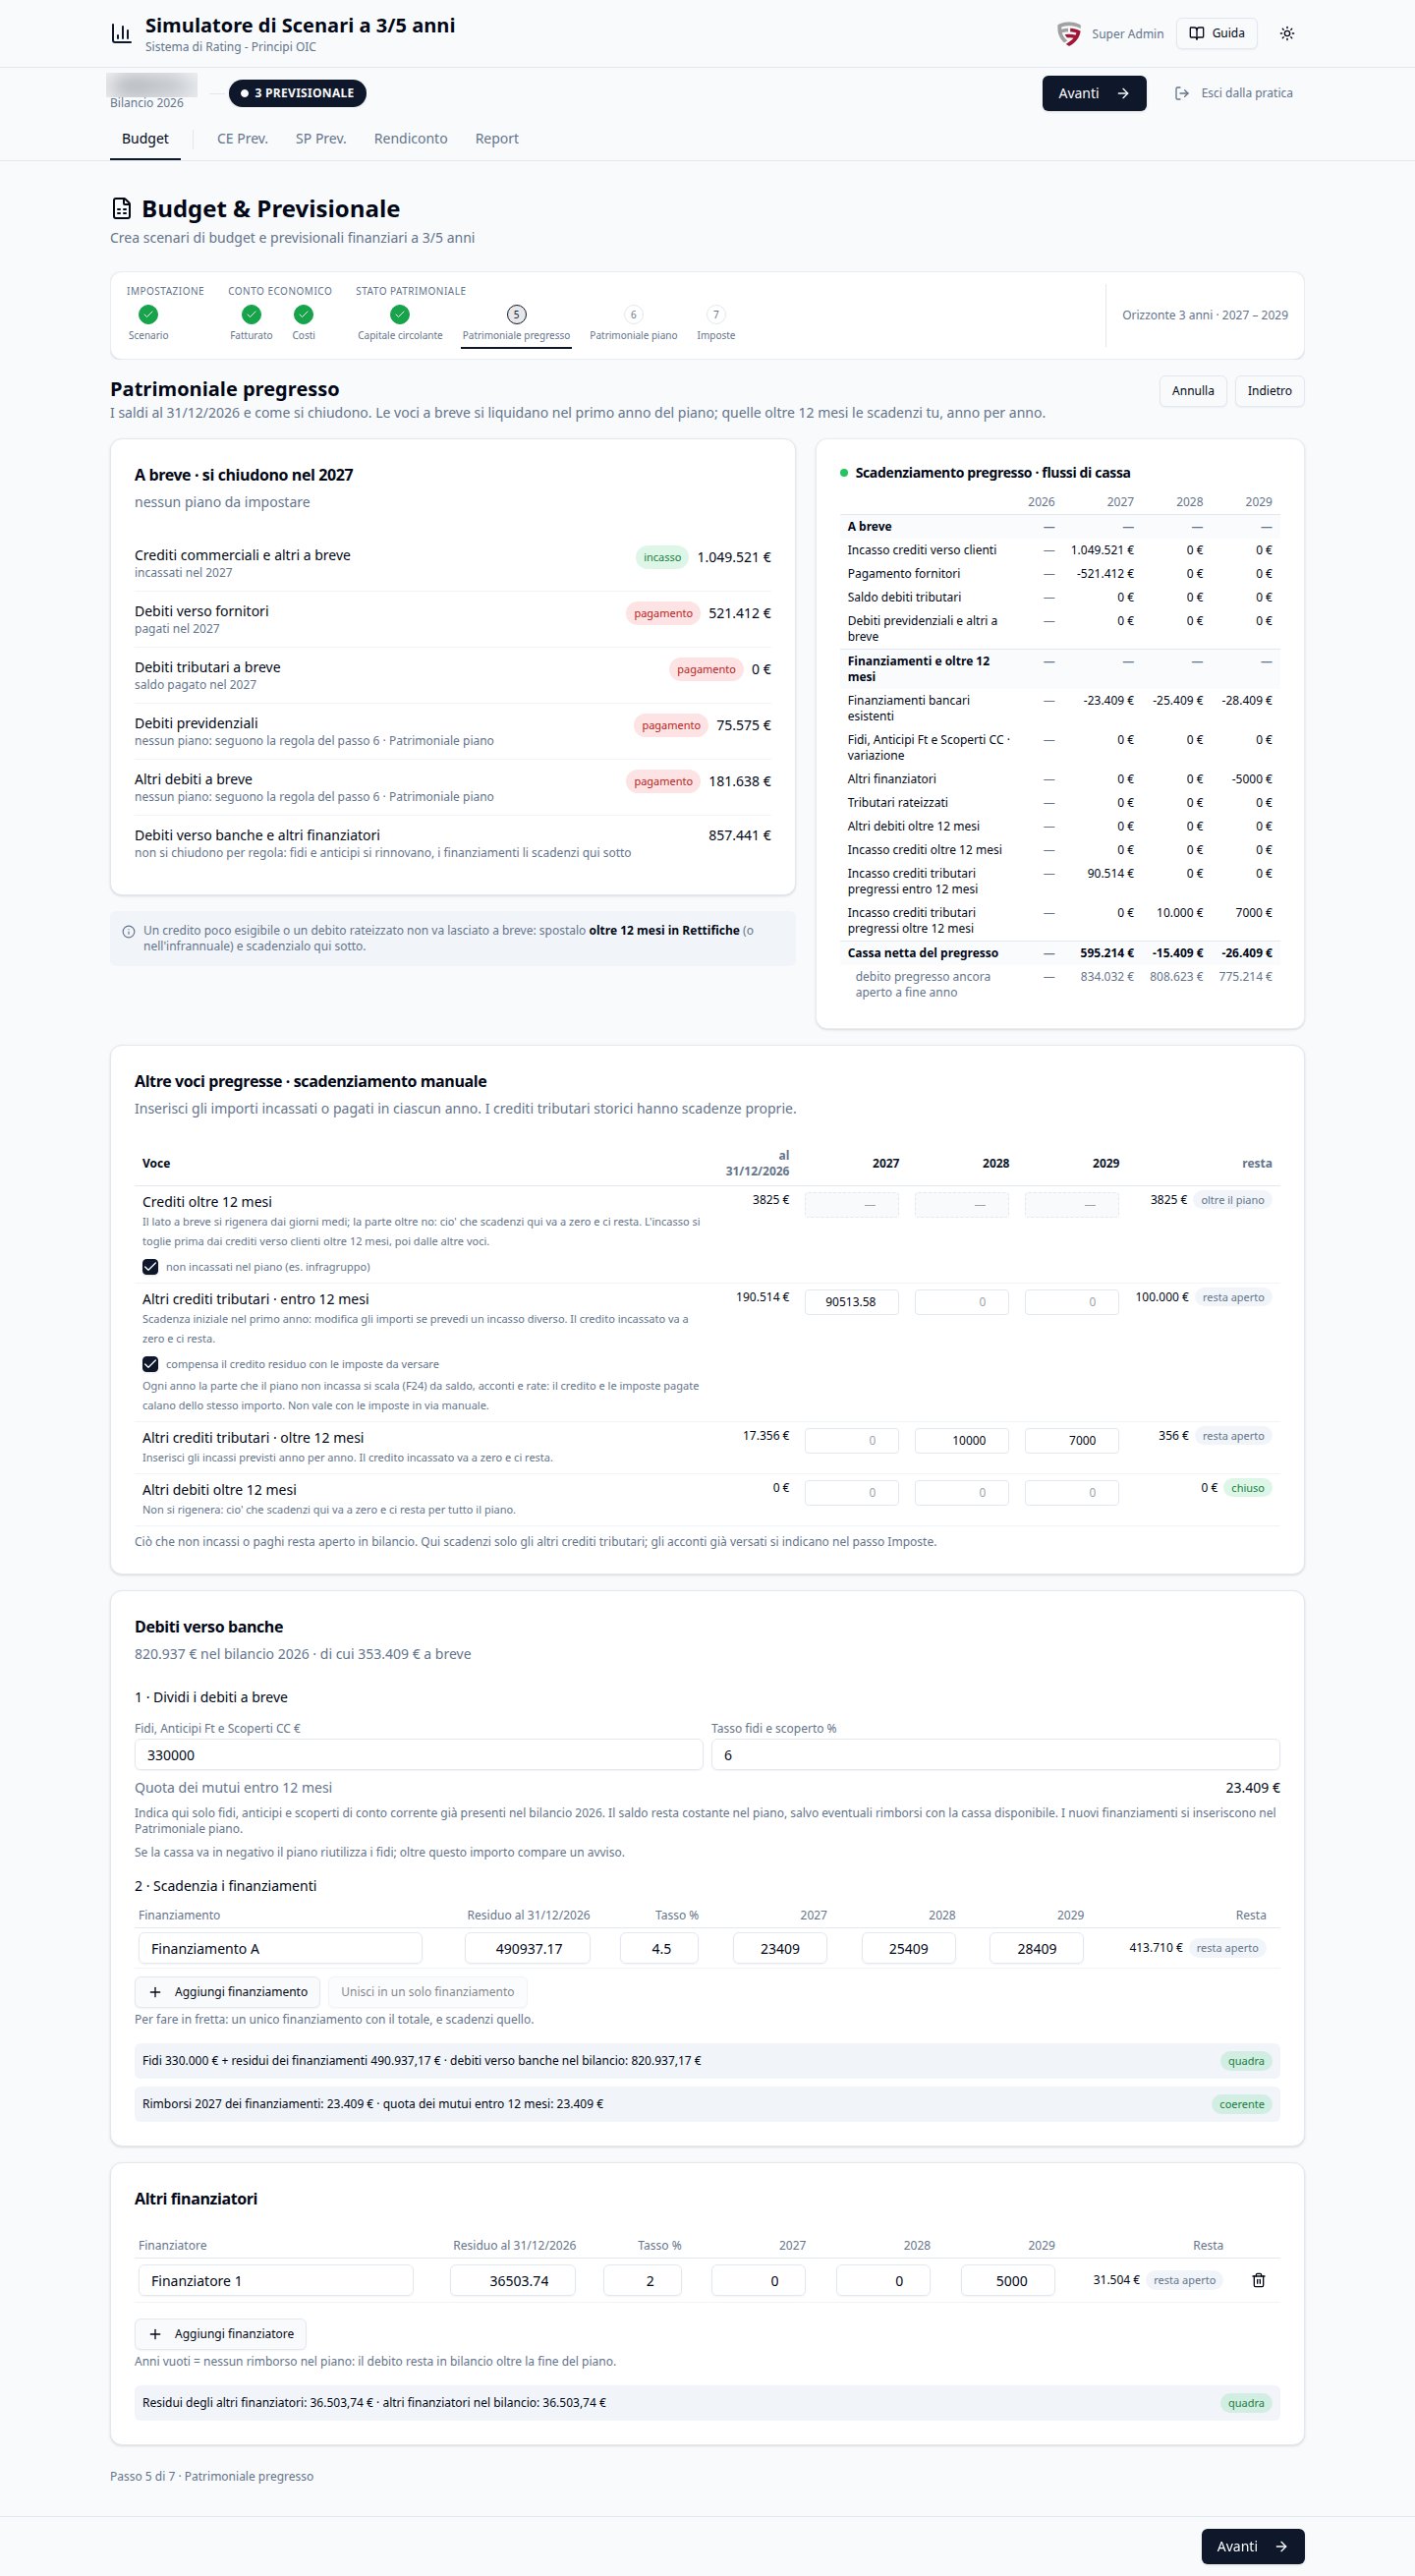 Simulatore di Scenari a 3/5 anni
Sistema di Rating - Principi OIC
Super Admin
Guida
Bilancio 2026
3 PREVISIONALE
Avanti
Esci dalla pratica
Budget
CE Prev.
SP Prev.
Rendiconto
Report
Budget & Previsionale
Crea scenari di budget e previsionali finanziari a 3/5 anni
IMPOSTAZIONE
CONTO ECONOMICO
STATO PATRIMONIALE
5
6
7
Scenario
Fatturato
Costi
Capitale circolante
Patrimoniale pregresso
Patrimoniale piano
Imposte
Orizzonte 3 anni · 2027 – 2029
Patrimoniale pregresso
Annulla
Indietro
I saldi al 31/12/2026 e come si chiudono. Le voci a breve si liquidano nel primo anno del piano; quelle oltre 12 mesi le scadenzi tu, anno per anno.
A breve · si chiudono nel 2027
nessun piano da impostare
Crediti commerciali e altri a breve
incassati nel 2027
incasso 1.049.521 €
Debiti verso fornitori
pagati nel 2027
pagamento 521.412 €
Debiti tributari a breve
saldo pagato nel 2027
pagamento 0 €
Debiti previdenziali
nessun piano: seguono la regola del passo 6 · Patrimoniale piano
pagamento 75.575 €
Altri debiti a breve
nessun piano: seguono la regola del passo 6 · Patrimoniale piano
pagamento 181.638 €
Debiti verso banche e altri finanziatori
non si chiudono per regola: fidi e anticipi si rinnovano, i finanziamenti li scadenzi qui sotto
857.441 €
Un credito poco esigibile o un debito rateizzato non va lasciato a breve: spostalo oltre 12 mesi in Rettifiche (o
nell'infrannuale) e scadenzialo qui sotto.
Scadenziamento pregresso · flussi di cassa
2026 2027 2028 2029
A breve — — — —
Incasso crediti verso clienti — 1.049.521 € 0 € 0 €
Pagamento fornitori — -521.412 € 0 € 0 €
Saldo debiti tributari — 0 € 0 € 0 €
Debiti previdenziali e altri a
breve — 0 € 0 € 0 €
Finanziamenti e oltre 12
mesi — — — —
Finanziamenti bancari
esistenti — -23.409 € -25.409 € -28.409 €
Fidi, Anticipi Ft e Scoperti CC ·
variazione — 0 € 0 € 0 €
Altri finanziatori — 0 € 0 € -5000 €
Tributari rateizzati — 0 € 0 € 0 €
Altri debiti oltre 12 mesi — 0 € 0 € 0 €
Incasso crediti oltre 12 mesi — 0 € 0 € 0 €
Incasso crediti tributari
pregressi entro 12 mesi — 90.514 € 0 € 0 €
Incasso crediti tributari
pregressi oltre 12 mesi — 0 € 10.000 € 7000 €
Cassa netta del pregresso — 595.214 € -15.409 € -26.409 €
debito pregresso ancora
aperto a fine anno — 834.032 € 808.623 € 775.214 €
Altre voci pregresse · scadenziamento manuale
Inserisci gli importi incassati o pagati in ciascun anno. I crediti tributari storici hanno scadenze proprie.
Voce al
31/12/2026 2027 2028 2029 resta
Crediti oltre 12 mesi 3825 € — — — 3825 € oltre il piano
Il lato a breve si rigenera dai giorni medi; la parte oltre no: cio' che scadenzi qui va a zero e ci resta. L'incasso si
toglie prima dai crediti verso clienti oltre 12 mesi, poi dalle altre voci.
non incassati nel piano (es. infragruppo)
Altri crediti tributari · entro 12 mesi 190.514 € 90513.58 0 0 100.000 € resta aperto
Scadenza iniziale nel primo anno: modifica gli importi se prevedi un incasso diverso. Il credito incassato va a
zero e ci resta.
compensa il credito residuo con le imposte da versare
Ogni anno la parte che il piano non incassa si scala (F24) da saldo, acconti e rate: il credito e le imposte pagate
calano dello stesso importo. Non vale con le imposte in via manuale.
Altri crediti tributari · oltre 12 mesi 17.356 € 0 10000 7000 356 € resta aperto
Inserisci gli incassi previsti anno per anno. Il credito incassato va a zero e ci resta.
Altri debiti oltre 12 mesi 0 € 0 0 0 0 € chiuso
Non si rigenera: cio' che scadenzi qui va a zero e ci resta per tutto il piano.
Ciò che non incassi o paghi resta aperto in bilancio. Qui scadenzi solo gli altri crediti tributari; gli acconti già versati si indicano nel passo Imposte.
Debiti verso banche
820.937 € nel bilancio 2026 · di cui 353.409 € a breve
1 · Dividi i debiti a breve
Fidi, Anticipi Ft e Scoperti CC € Tasso fidi e scoperto %
330000 6
Quota dei mutui entro 12 mesi 23.409 €
Indica qui solo fidi, anticipi e scoperti di conto corrente già presenti nel bilancio 2026. Il saldo resta costante nel piano, salvo eventuali rimborsi con la cassa disponibile. I nuovi finanziamenti si inseriscono nel
Patrimoniale piano.
Se la cassa va in negativo il piano riutilizza i fidi; oltre questo importo compare un avviso.
2 · Scadenzia i finanziamenti
Finanziamento Residuo al 31/12/2026 Tasso % 2027 2028 2029 Resta
Finanziamento A 490937.17 4.5 23409 25409 28409 413.710 € resta aperto
Aggiungi finanziamento Unisci in un solo finanziamento
Per fare in fretta: un unico finanziamento con il totale, e scadenzi quello.
Fidi 330.000 € + residui dei finanziamenti 490.937,17 € · debiti verso banche nel bilancio: 820.937,17 € quadra
Rimborsi 2027 dei finanziamenti: 23.409 € · quota dei mutui entro 12 mesi: 23.409 € coerente
Altri finanziatori
Finanziatore Residuo al 31/12/2026 Tasso % 2027 2028 2029 Resta
Finanziatore 1 36503.74 2 0 0 5000 31.504 € resta aperto
Aggiungi finanziatore
Anni vuoti = nessun rimborso nel piano: il debito resta in bilancio oltre la fine del piano.
Residui degli altri finanziatori: 36.503,74 € · altri finanziatori nel bilancio: 36.503,74 € quadra
Passo 5 di 7 · Patrimoniale pregresso
Avanti